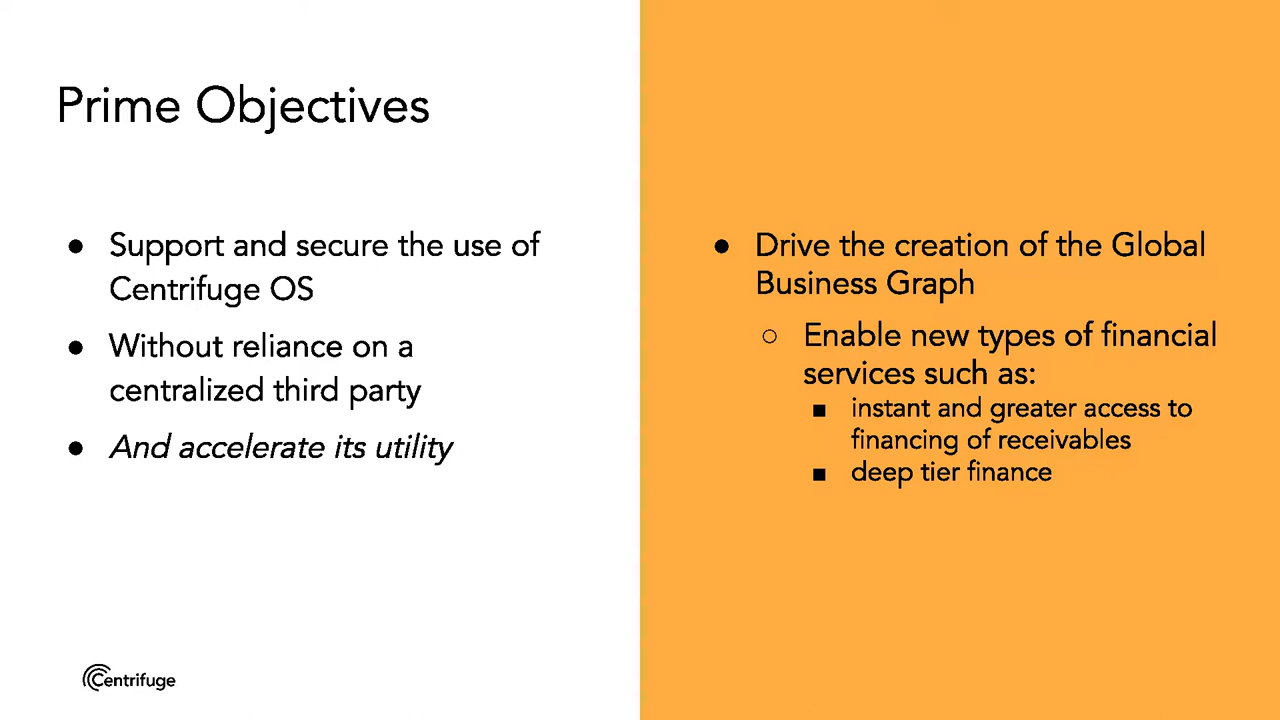 Prime Objectives
● Support and secure the use of
Centrifuge OS
● Without reliance on a
centralized third party
● And accelerate its utility
● Drive the creation of the Global
Business Graph
○ Enable new types of financial
services such as:
■ instant and greater access to
financing of receivables
■ deep tier finance
Centrifuge